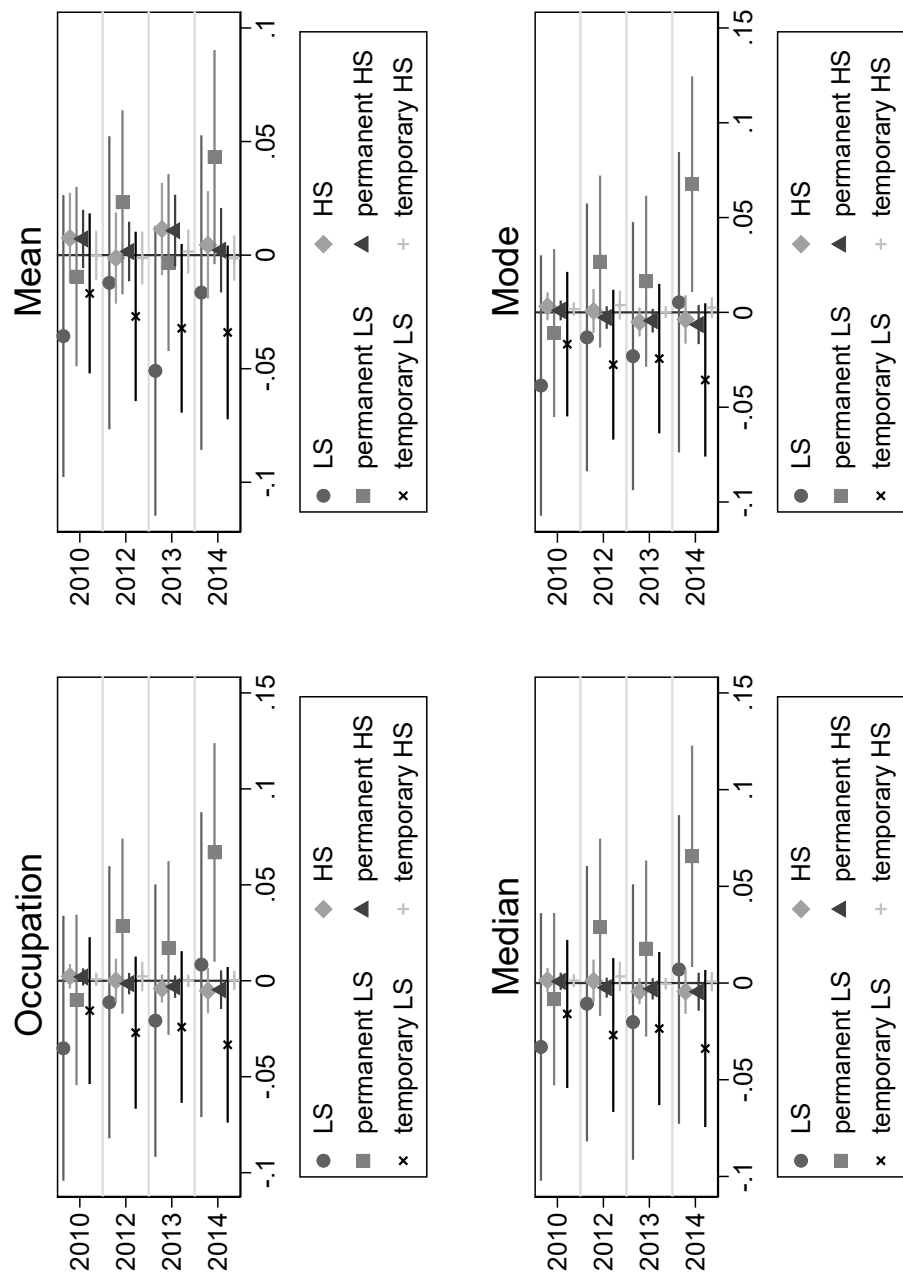 Occupation
2010
2012
2013
2014
-.1 -.05 0 .05 .1 .15
LS HS
permanent LS permanent HS
temporary LS temporary HS
Mean
2010
2012
2013
2014
-.1 -.05 0 .05 .1
LS HS
permanent LS permanent HS
temporary LS temporary HS
Median
2010
2012
2013
2014
-.1 -.05 0 .05 .1 .15
LS HS
permanent LS permanent HS
temporary LS temporary HS
Mode
2010
2012
2013
2014
-.1 -.05 0 .05 .1 .15
LS HS
permanent LS permanent HS
temporary LS temporary HS